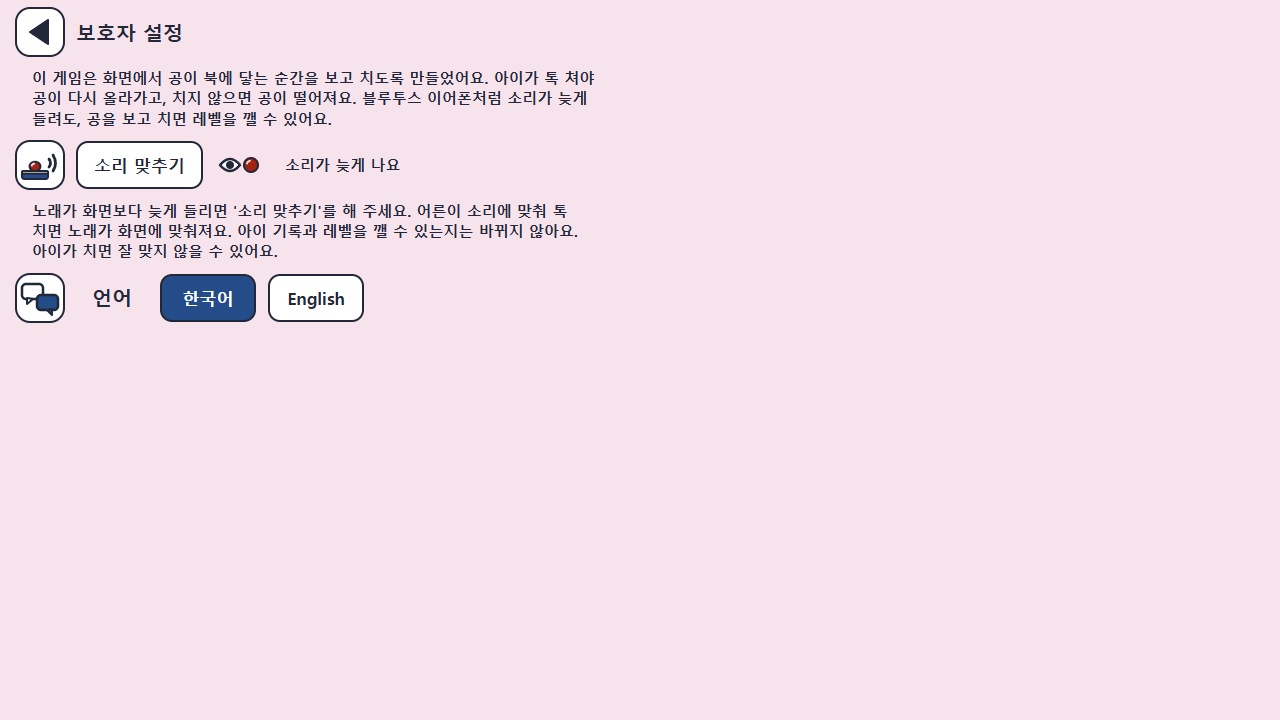 보호자 설정
이 게임은 화면에서 공이 북에 닿는 순간을 보고 치도록 만들었어요. 아이가 톡 쳐야
공이 다시 올라가고, 치지 않으면 공이 떨어져요. 블루투스 이어폰처럼 소리가 늦게
들려도, 공을 보고 치면 레벨을 깰 수 있어요.
소리 맞추기 소리가 늦게 나요
노래가 화면보다 늦게 들리면 '소리 맞추기'를 해 주세요. 어른이 소리에 맞춰 톡
치면 노래가 화면에 맞춰져요. 아이 기록과 레벨을 깰 수 있는지는 바뀌지 않아요.
아이가 치면 잘 맞지 않을 수 있어요.
언어 한국어 English